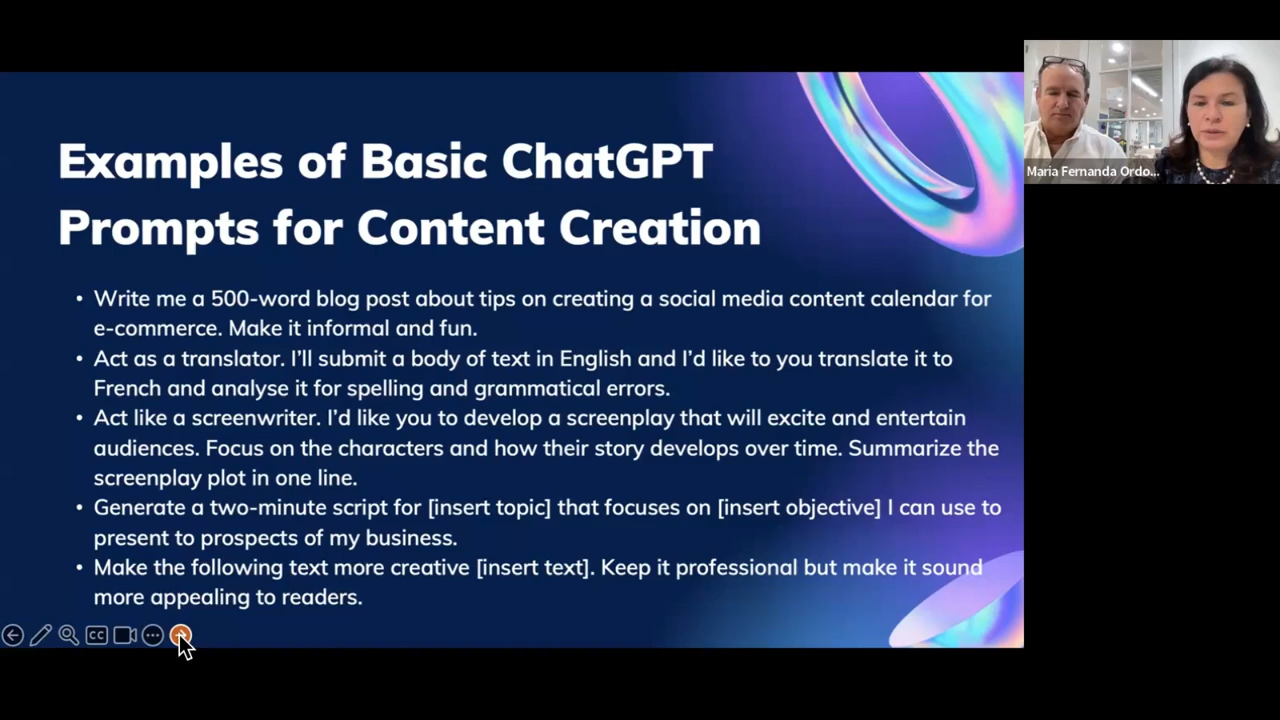 Examples of Basic ChatGPT
Prompts for Content Creation
• Write me a 500-word blog post about tips on creating a social media content calendar for
e-commerce. Make it informal and fun.
• Act as a translator. I’ll submit a body of text in English and I’d like to you translate it to
French and analyse it for spelling and grammatical errors.
• Act like a screenwriter. I’d like you to develop a screenplay that will excite and entertain
audiences. Focus on the characters and how their story develops over time. Summarize the
screenplay plot in one line.
• Generate a two-minute script for [insert topic] that focuses on [insert objective] I can use to
present to prospects of my business.
• Make the following text more creative [insert text]. Keep it professional but make it sound
more appealing to readers.
CC
Maria Fernanda Ordo...